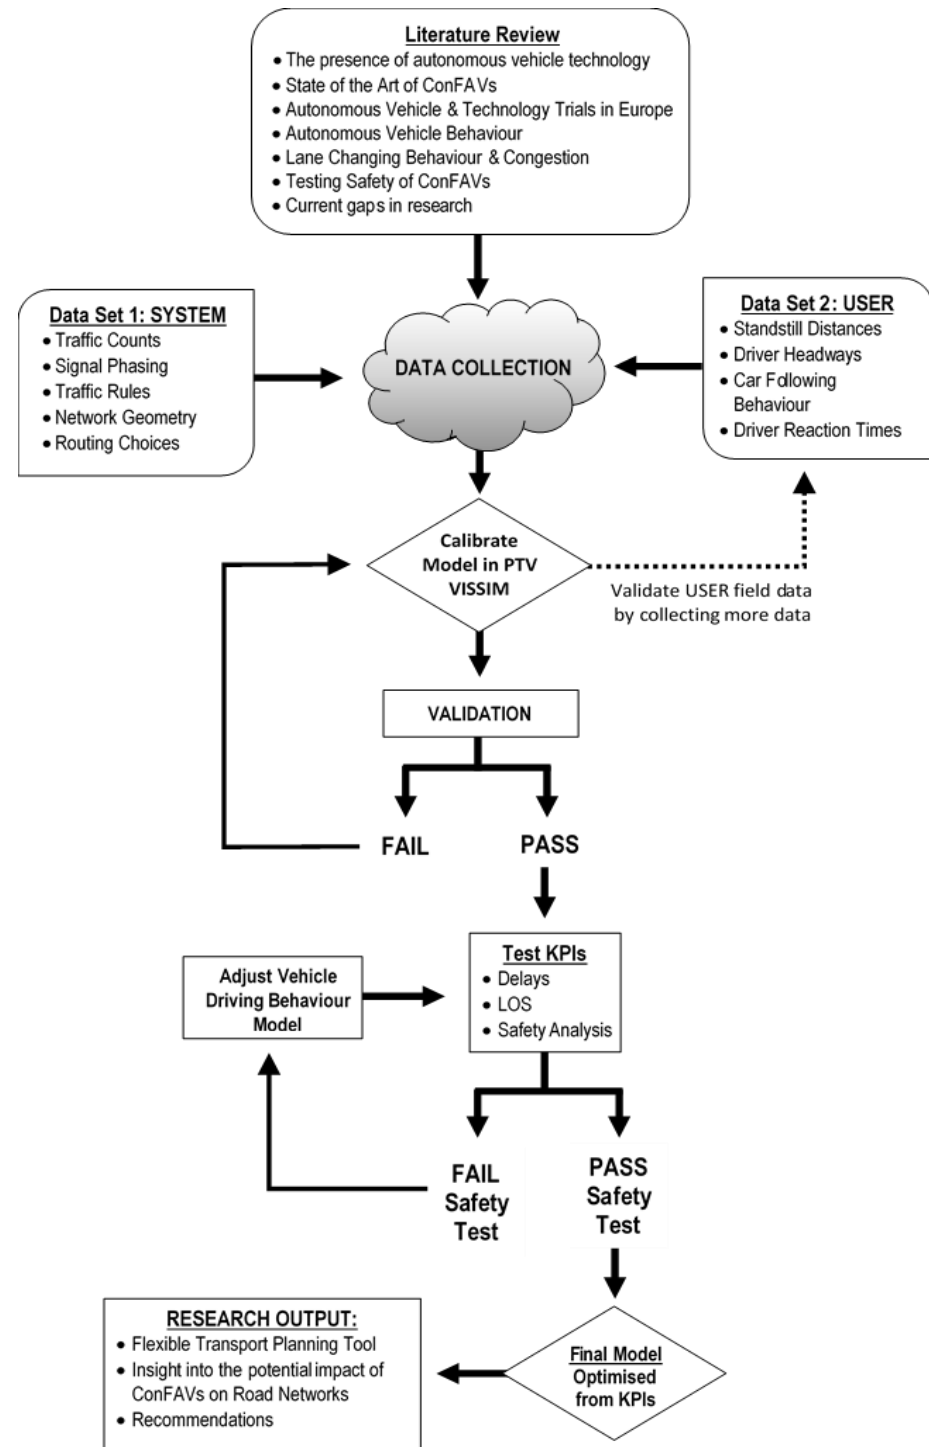 Literature Review
• The presence of autonomous vehicle technology
• State of the Art of ConFAVs
• Autonomous Vehicle & Technology Trials in Europe
• Autonomous Vehicle Behaviour
• Lane Changing Behaviour & Congestion
• Testing Safety of ConFAVs
• Current gaps in research
Data Set 1: SYSTEM
• Traffic Counts
• Signal Phasing
• Traffic Rules
• Network Geometry
• Routing Choices
DATA COLLECTION
Data Set 2: USER
• Standstill Distances
• Driver Headways
• Car Following
Behaviour
• Driver Reaction Times
Calibrate
Model in PTV
VISSIM
Validate USER field data
by collecting more data
VALIDATION
FAIL
PASS
Adjust Vehicle
Driving Behaviour
Model
Test KPIs
• Delays
• LOS
• Safety Analysis
FAIL
Safety
Test
PASS
Safety
Test
RESEARCH OUTPUT:
• Flexible Transport Planning Tool
• Insight into the potential impact of
ConFAVs on Road Networks
• Recommendations
Final Model
Optimised
from KPIs